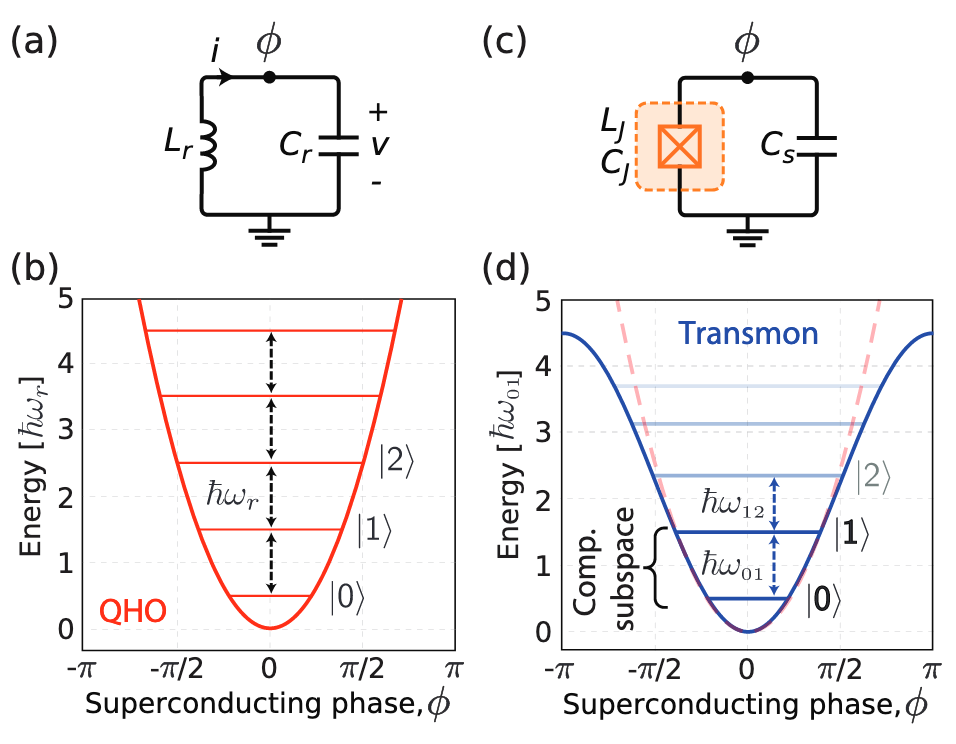 (a)
i
ϕ
L_r
C_r
+
v
-
(c)
ϕ
L_J
C_J
C_s
(b)
Energy [ℏω_r]
5
4
3
2
1
0
|2⟩
ℏω_r
|1⟩
|0⟩
QHO
-π
-π/2
0
π/2
π
Superconducting phase, ϕ
(d)
Energy [ℏω_01]
5
4
3
2
1
0
Transmon
|2⟩
ℏω_12
|1⟩
ℏω_01
|0⟩
Comp.
subspace
-π
-π/2
0
π/2
π
Superconducting phase, ϕ